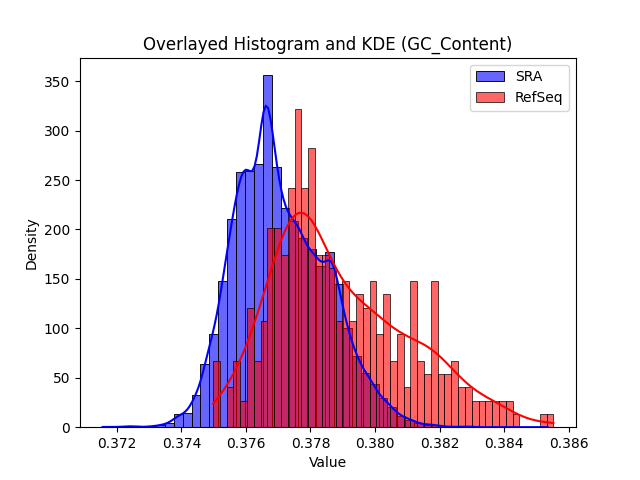 Overlayed Histogram and KDE (GC_Content)
SRA
RefSeq
350
300
250
200
150
100
50
0
Density
0.372 0.374 0.376 0.378 0.380 0.382 0.384 0.386
Value